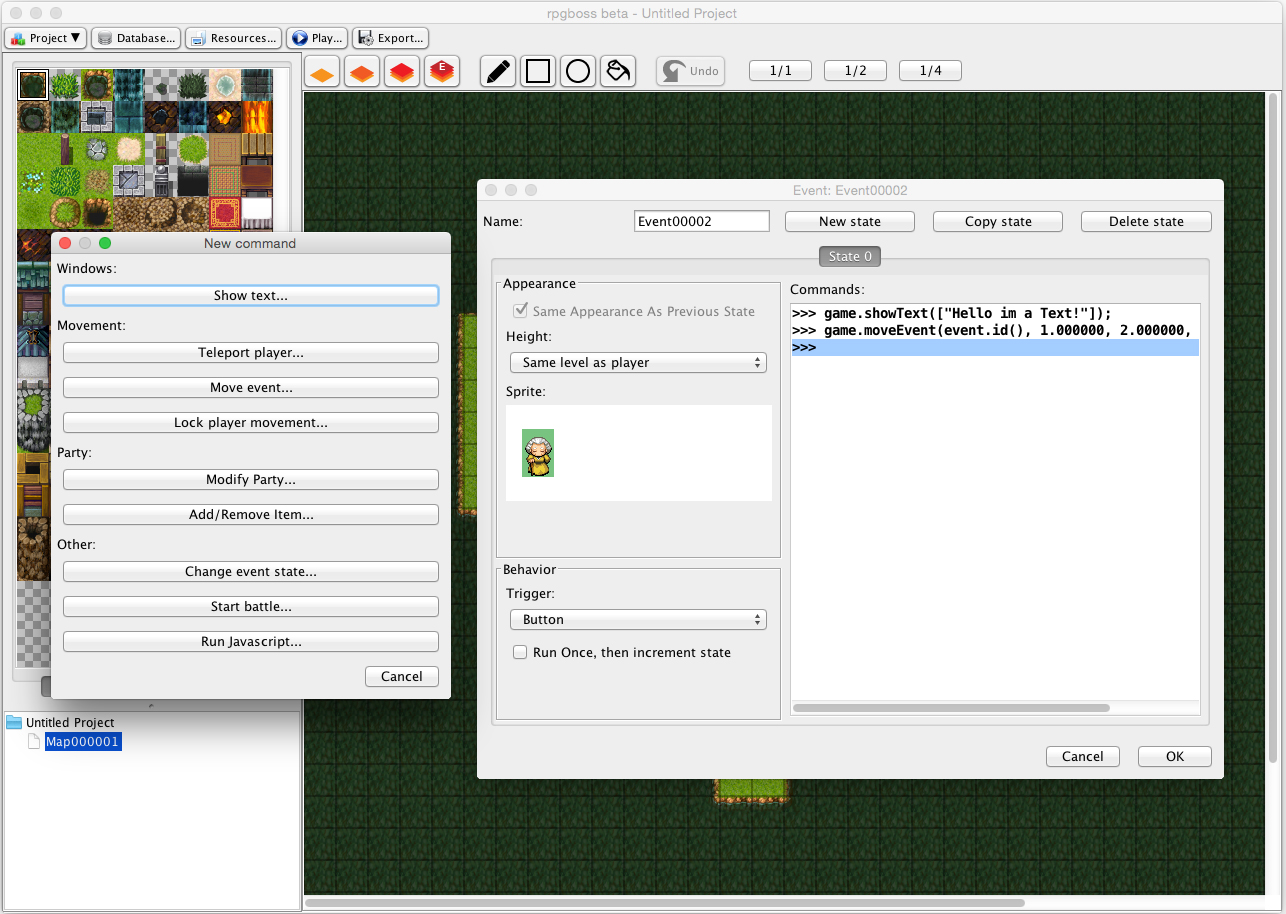 rpgboss beta - Untitled Project
Project ▼ Database... Resources... Play... Export...
E Undo 1/1 1/2 1/4
Event: Event00002
Name: Event00002 New state Copy state Delete state
State 0
Appearance
Same Appearance As Previous State
Height:
Same level as player
Sprite:
Behavior
Trigger:
Button
Run Once, then increment state
Commands:
>>> game.showText(["Hello im a Text!"]);
>>> game.moveEvent(event.id(), 1.000000, 2.000000,
>>>
Cancel OK
New command
Windows:
Show text...
Movement:
Teleport player...
Move event...
Lock player movement...
Party:
Modify Party...
Add/Remove Item...
Other:
Change event state...
Start battle...
Run Javascript...
Cancel
Untitled Project
Map000001